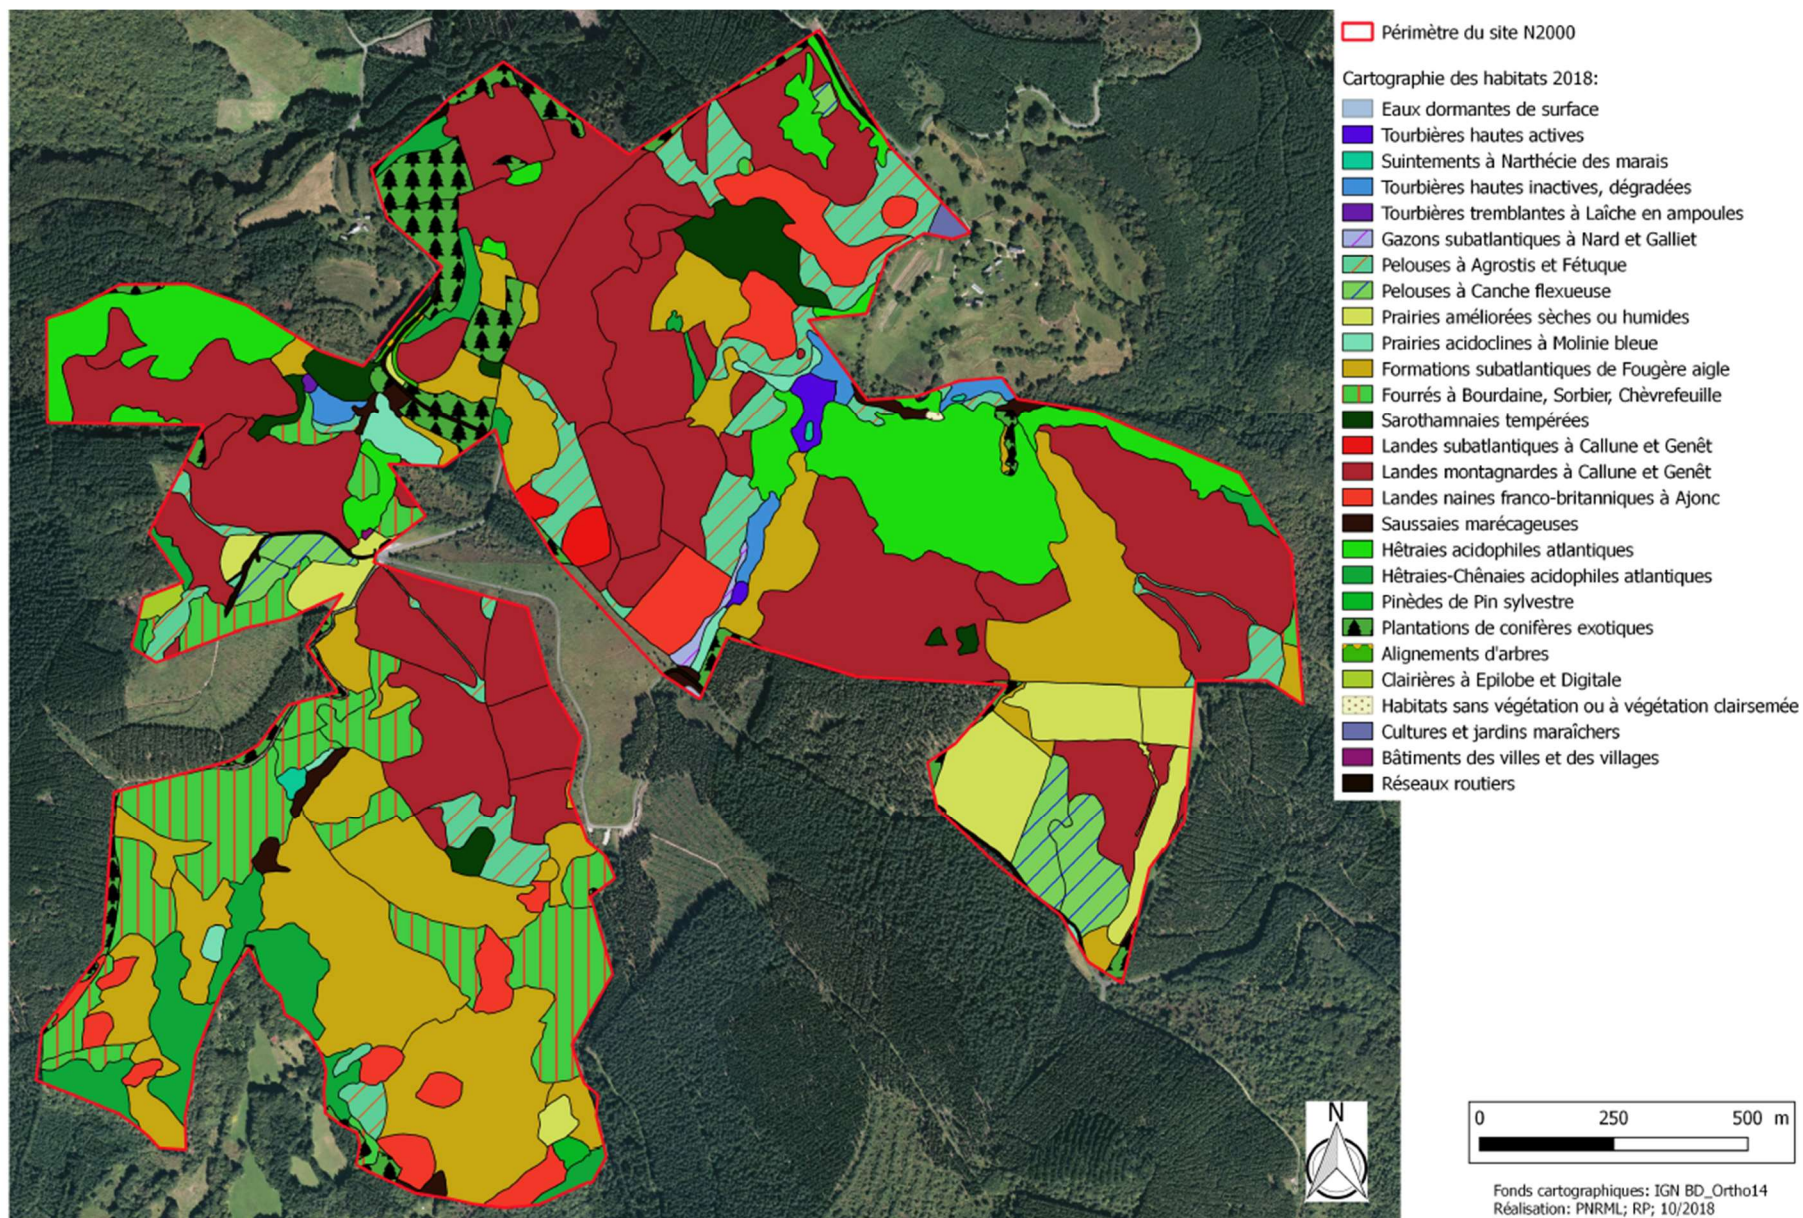 Périmètre du site N2000
Cartographie des habitats 2018:
Eaux dormantes de surface
Tourbières hautes actives
Suintements à Narthécie des marais
Tourbières hautes inactives, dégradées
Tourbières tremblantes à Laîche en ampoules
Gazons subatlantiques à Nard et Galliet
Pelouses à Agrostis et Fétuque
Pelouses à Canche flexueuse
Prairies améliorées sèches ou humides
Prairies acidoclines à Molinie bleue
Formations subatlantiques de Fougère aigle
Fourrés à Bourdaine, Sorbier, Chèvrefeuille
Sarothamnaies tempérées
Landes subatlantiques à Callune et Genêt
Landes montagnardes à Callune et Genêt
Landes naines franco-britanniques à Ajonc
Saussaies marécageuses
Hêtraies acidophiles atlantiques
Hêtraies-Chênaies acidophiles atlantiques
Pinèdes de Pin sylvestre
Plantations de conifères exotiques
Alignements d'arbres
Clairières à Epilobe et Digitale
Habitats sans végétation ou à végétation clairsemée
Cultures et jardins maraîchers
Bâtiments des villes et des villages
Réseaux routiers
N
0 250 500 m
Fonds cartographiques: IGN BD_Ortho14
Réalisation: PNRML; RP; 10/2018